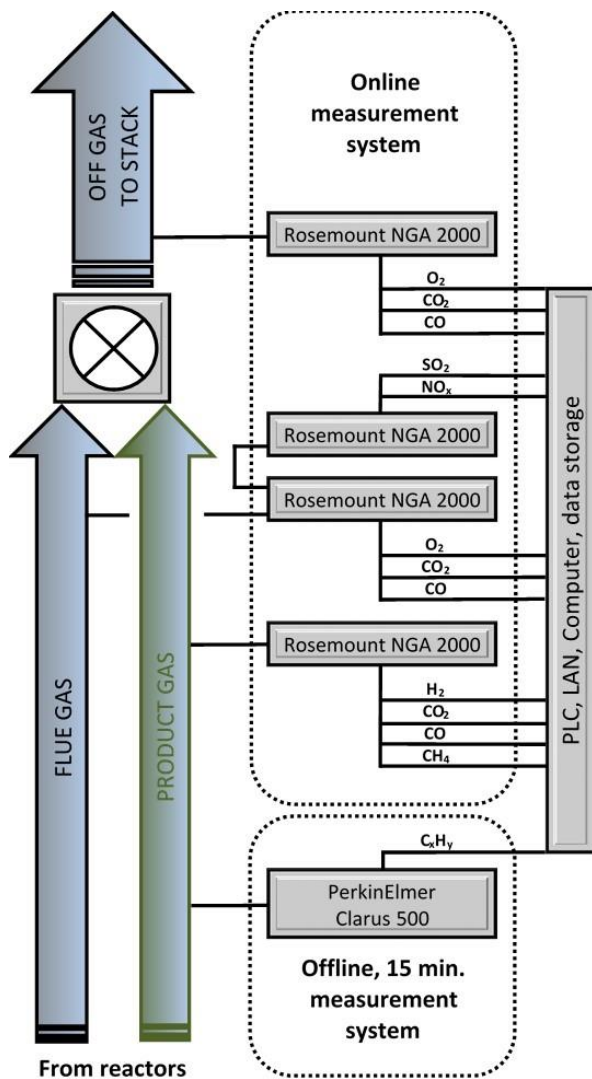 OFF GAS
TO STACK
Online
measurement
system
Rosemount NGA 2000
O₂
CO₂
CO
SO₂
NOₓ
Rosemount NGA 2000
Rosemount NGA 2000
O₂
CO₂
CO
Rosemount NGA 2000
H₂
CO₂
CO
CH₄
PLC, LAN, Computer, data storage
FLUE GAS
PRODUCT GAS
CₓHᵧ
PerkinElmer
Clarus 500
Offline, 15 min.
measurement
system
From reactors